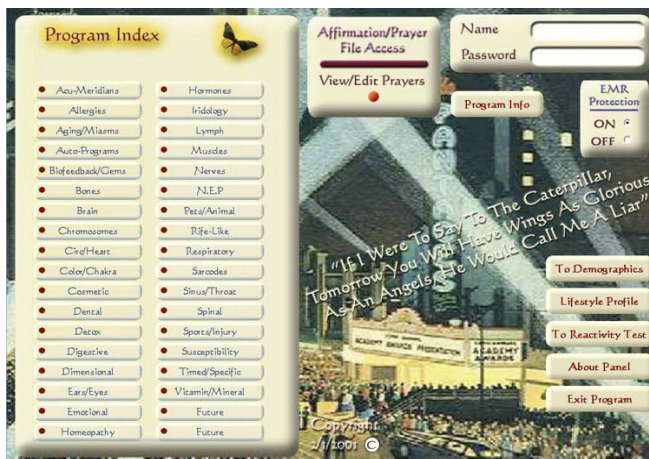 Program Index
Acu-Meridians
Allergies
Aging/Miasms
Auto-Programs
Biofeedback/Gems
Bones
Brain
Chromosomes
Circ/Heart
Color/Chakra
Cosmetic
Dental
Detox
Digestive
Dimensional
Ears/Eyes
Emotional
Homeopathy
Hormones
Iridology
Lymph
Muscles
Nerves
N.E.P
Pets/Animal
Rife-Like
Respiratory
Sarcodes
Sinus/Throat
Spinal
Sports/Injury
Susceptibility
Timed/Specific
Vitamin/Mineral
Future
Future
Affirmation/Prayer
File Access
View/Edit Prayers
Name
Password
Program Info
EMR
Protection
ON
OFF
"If I Were To Say To The Caterpillar,
Tomorrow You Will Have Wings As Glorious
As An Angels, He Would Call Me A Liar"
To Demographics
Lifestyle Profile
To Reactivity Test
About Panel
Exit Program
ACADEMY AWARDS PRESENTATION
ACADEMY
AWARDS
Copyright
2/1/2001 ©